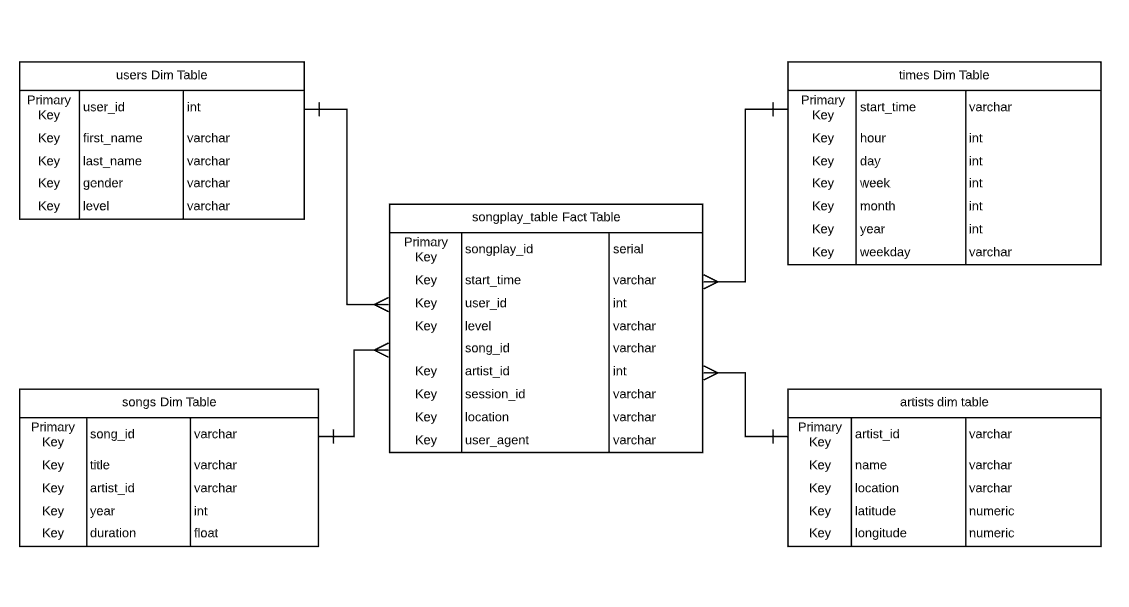 users Dim Table
Primary Key user_id int
Key first_name varchar
Key last_name varchar
Key gender varchar
Key level varchar
times Dim Table
Primary Key start_time varchar
Key hour int
Key day int
Key week int
Key month int
Key year int
Key weekday varchar
songplay_table Fact Table
Primary Key songplay_id serial
Key start_time varchar
Key user_id int
Key level varchar
song_id varchar
Key artist_id int
Key session_id varchar
Key location varchar
Key user_agent varchar
songs Dim Table
Primary Key song_id varchar
Key title varchar
Key artist_id varchar
Key year int
Key duration float
artists dim table
Primary Key artist_id varchar
Key name varchar
Key location varchar
Key latitude numeric
Key longitude numeric